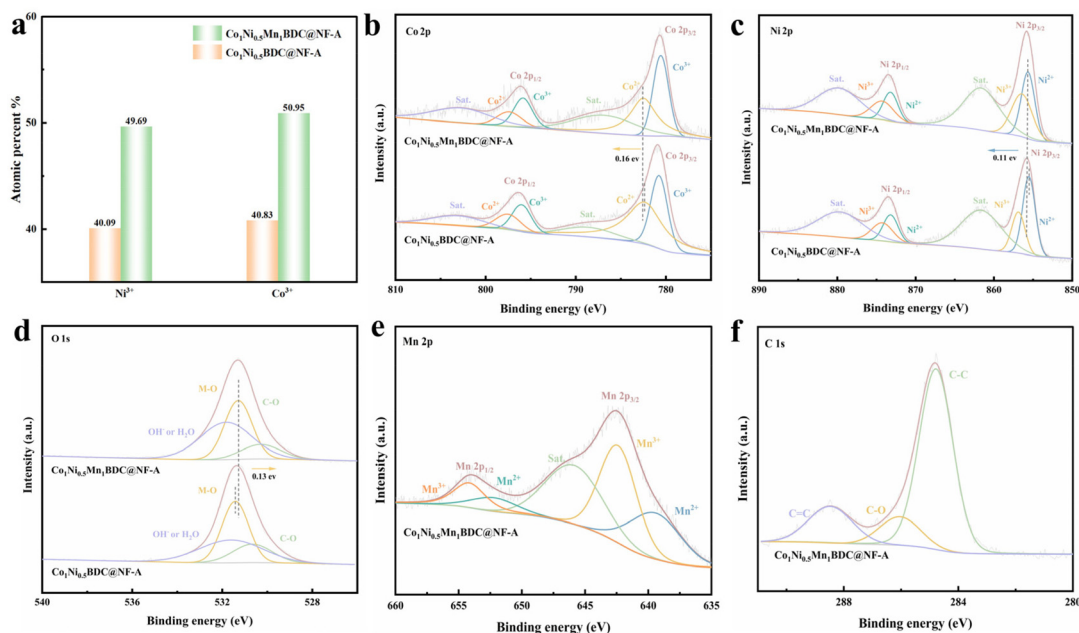 a
Co₁Ni₀.₅Mn₁BDC@NF-A
Co₁Ni₀.₅BDC@NF-A
Atomic percent %
60
50
40
40.09
49.69
40.83
50.95
Ni³⁺
Co³⁺
b
Co 2p
Co 2p₃/₂
Co 2p₁/₂
Sat.
Co²⁺
Co³⁺
Sat.
Co²⁺
Co³⁺
Co₁Ni₀.₅Mn₁BDC@NF-A
0.16 ev
Co 2p₃/₂
Co 2p₁/₂
Sat.
Co²⁺
Co³⁺
Sat.
Co²⁺
Co³⁺
Co₁Ni₀.₅BDC@NF-A
Intensity (a.u.)
810
800
790
780
Binding energy (eV)
c
Ni 2p
Ni 2p₃/₂
Ni 2p₁/₂
Sat.
Ni³⁺
Ni²⁺
Sat.
Ni³⁺
Ni²⁺
Co₁Ni₀.₅Mn₁BDC@NF-A
0.11 ev
Ni 2p₃/₂
Ni 2p₁/₂
Sat.
Ni³⁺
Ni²⁺
Sat.
Ni³⁺
Ni²⁺
Co₁Ni₀.₅BDC@NF-A
Intensity (a.u.)
890
880
870
860
850
Binding energy (eV)
d
O 1s
M-O
C-O
OH⁻ or H₂O
Co₁Ni₀.₅Mn₁BDC@NF-A
0.13 ev
M-O
OH⁻ or H₂O
C-O
Co₁Ni₀.₅BDC@NF-A
Intensity (a.u.)
540
536
532
528
Binding energy (eV)
e
Mn 2p
Mn 2p₃/₂
Mn³⁺
Sat.
Mn 2p₁/₂
Mn³⁺
Mn²⁺
Mn²⁺
Co₁Ni₀.₅Mn₁BDC@NF-A
Intensity (a.u.)
660
655
650
645
640
635
Binding energy (eV)
f
C 1s
C-C
C=C
C-O
Co₁Ni₀.₅Mn₁BDC@NF-A
Intensity (a.u.)
288
284
280
Binding energy (eV)